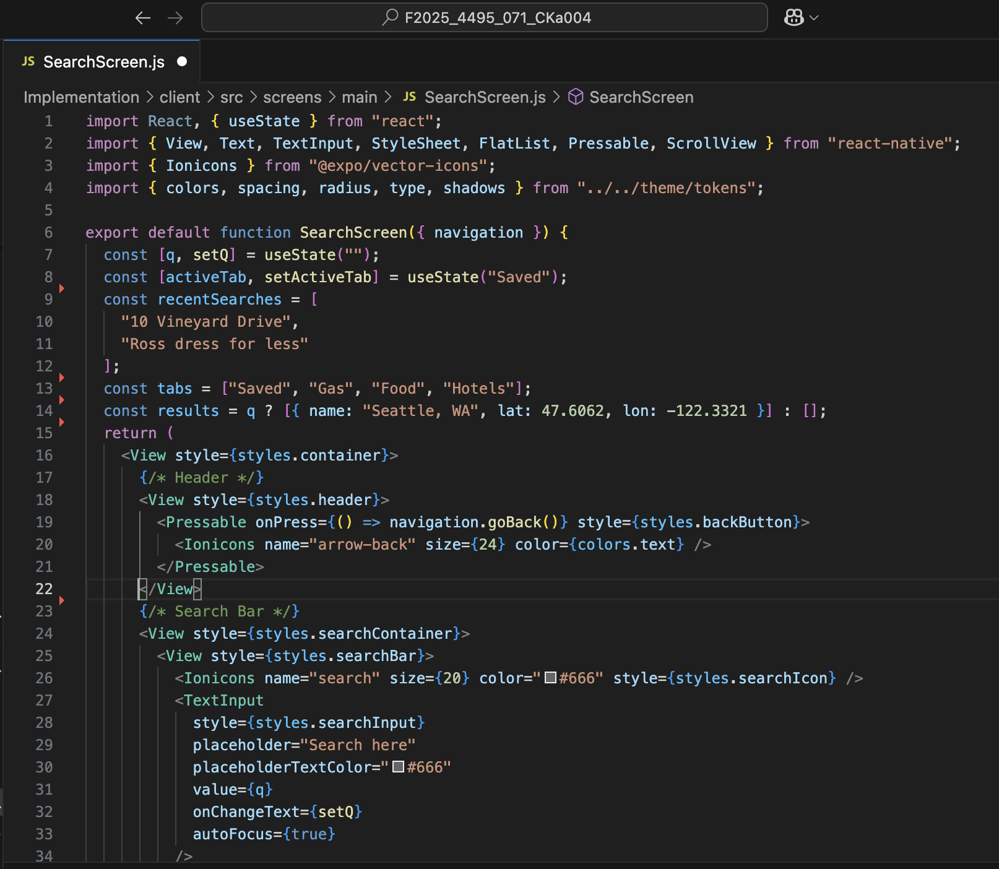 F2025_4495_071_CKa004
JS SearchScreen.js
Implementation > client > src > screens > main > JS SearchScreen.js > SearchScreen
1 import React, { useState } from "react";
2 import { View, Text, TextInput, StyleSheet, FlatList, Pressable, ScrollView } from "react-native";
3 import { Ionicons } from "@expo/vector-icons";
4 import { colors, spacing, radius, type, shadows } from "../../theme/tokens";
5
6 export default function SearchScreen({ navigation }) {
7   const [q, setQ] = useState("");
8   const [activeTab, setActiveTab] = useState("Saved");
9   const recentSearches = [
10     "10 Vineyard Drive",
11     "Ross dress for less"
12   ];
13   const tabs = ["Saved", "Gas", "Food", "Hotels"];
14   const results = q ? [{ name: "Seattle, WA", lat: 47.6062, lon: -122.3321 }] : [];
15   return (
16     <View style={styles.container}>
17       {/* Header */}
18       <View style={styles.header}>
19         <Pressable onPress={() => navigation.goBack()} style={styles.backButton}>
20           <Ionicons name="arrow-back" size={24} color={colors.text} />
21         </Pressable>
22       </View>
23       {/* Search Bar */}
24       <View style={styles.searchContainer}>
25         <View style={styles.searchBar}>
26           <Ionicons name="search" size={20} color="#666" style={styles.searchIcon} />
27           <TextInput
28             style={styles.searchInput}
29             placeholder="Search here"
30             placeholderTextColor="#666"
31             value={q}
32             onChangeText={setQ}
33             autoFocus={true}
34           />